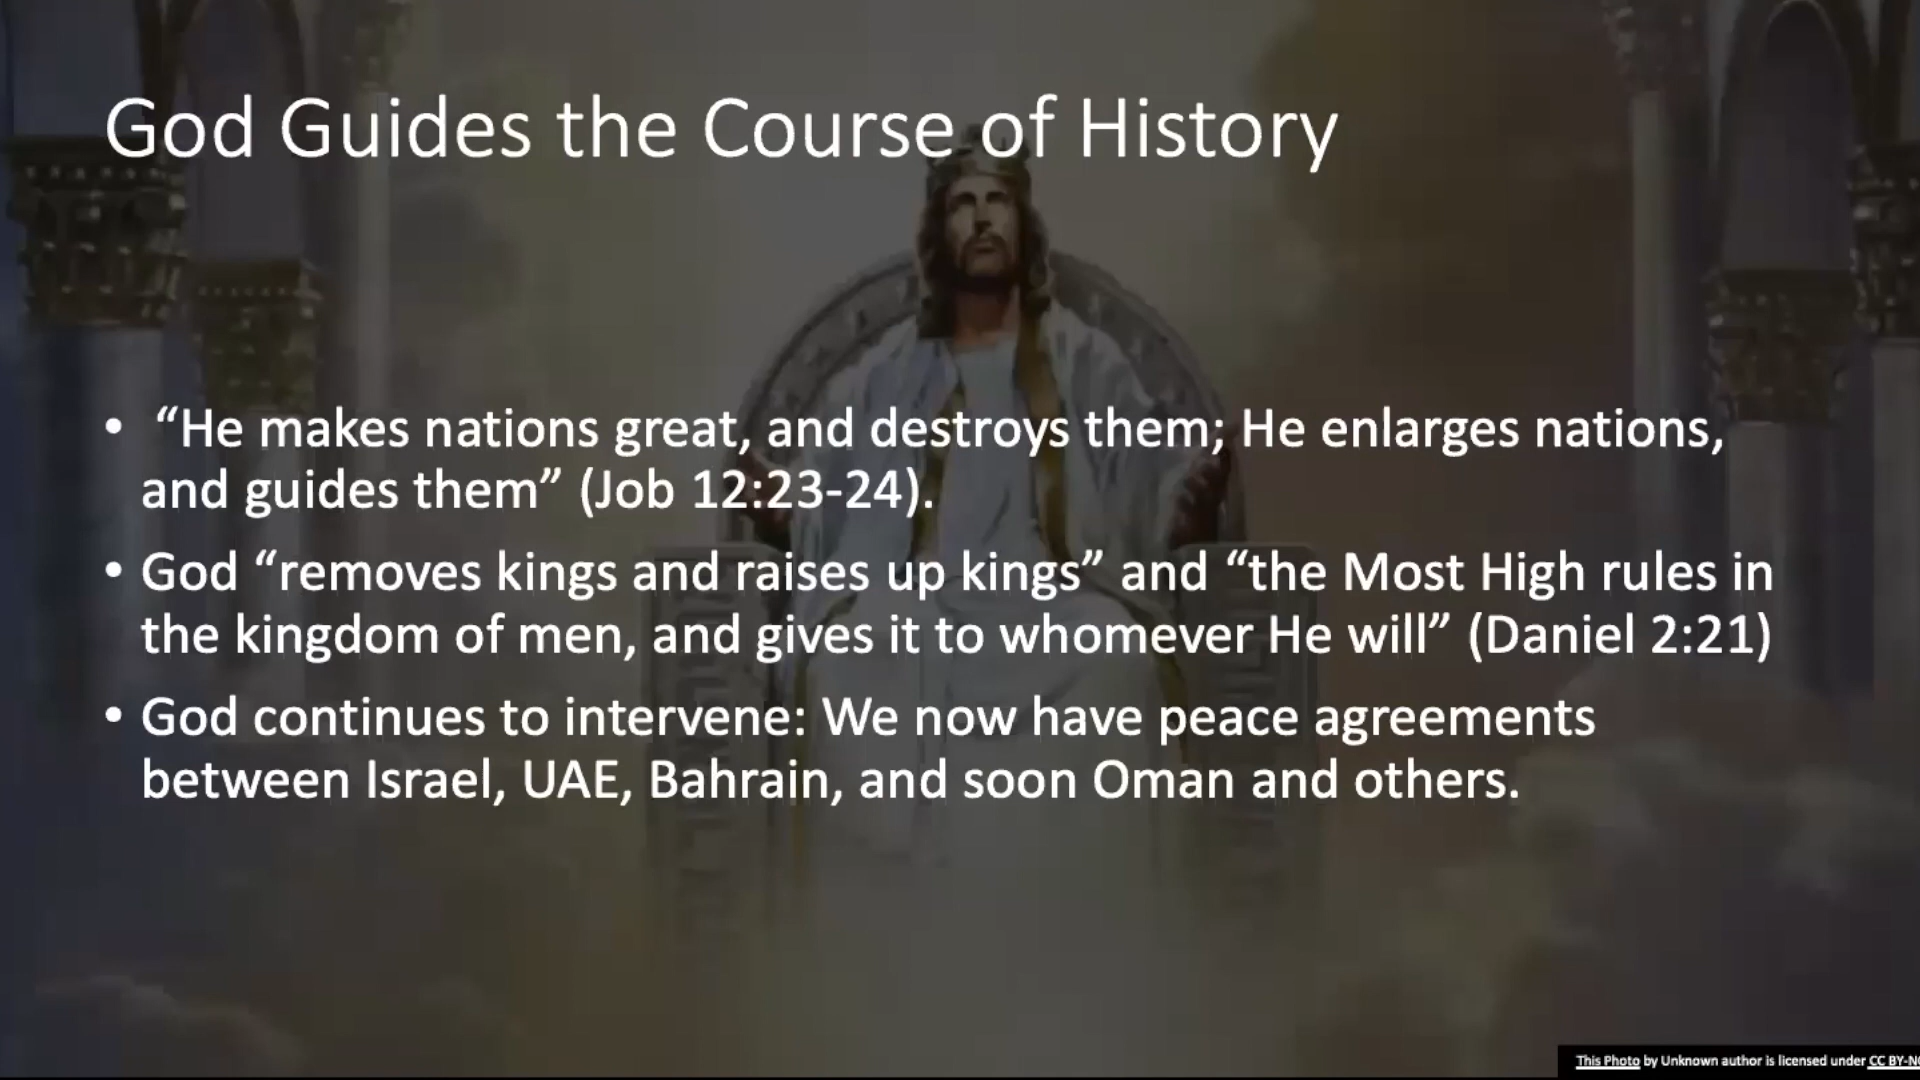 God Guides the Course of History
• “He makes nations great, and destroys them; He enlarges nations,
and guides them” (Job 12:23-24).
• God “removes kings and raises up kings” and “the Most High rules in
the kingdom of men, and gives it to whomever He will” (Daniel 2:21)
• God continues to intervene: We now have peace agreements
between Israel, UAE, Bahrain, and soon Oman and others.
This Photo by Unknown author is licensed under CC BY-N